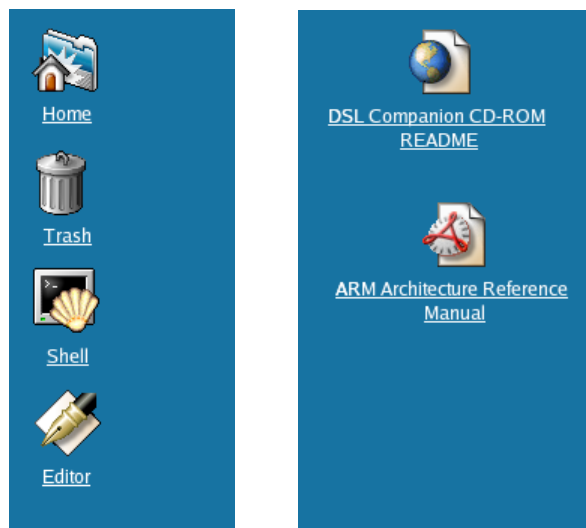 Home
Trash
Shell
Editor
DSL Companion CD-ROM
README
ARM Architecture Reference
Manual